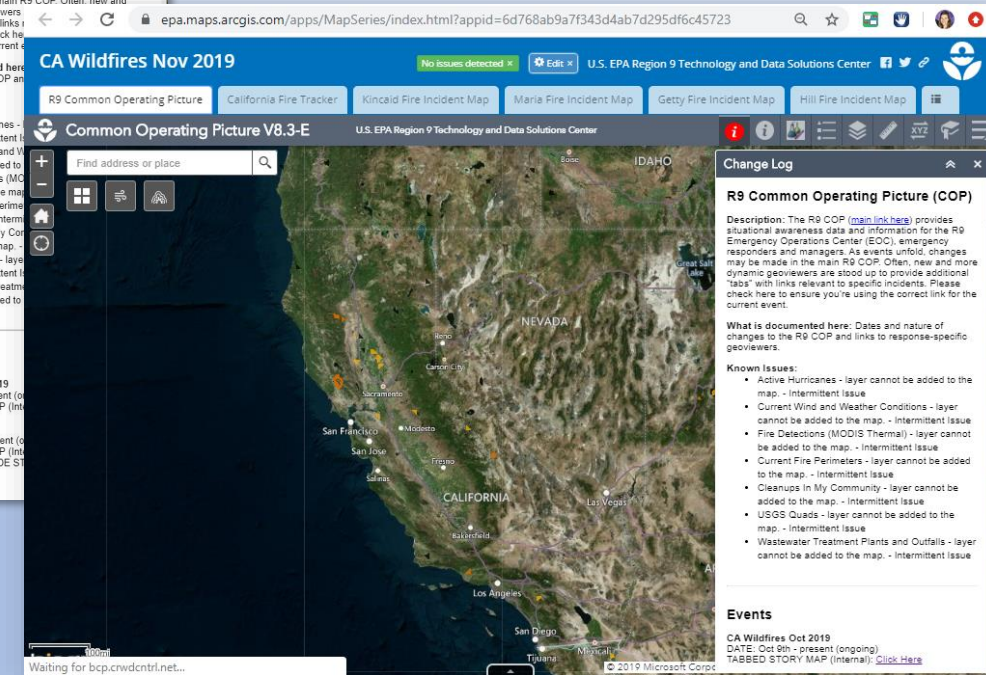 epa.maps.arcgis.com/apps/MapSeries/index.html?appid=6d768ab9a7f343d4ab7d295df6c45723
CA Wildfires Nov 2019
No issues detected ×
Edit ×
U.S. EPA Region 9 Technology and Data Solutions Center
R9 Common Operating Picture
California Fire Tracker
Kincaid Fire Incident Map
Maria Fire Incident Map
Getty Fire Incident Map
Hill Fire Incident Map
Common Operating Picture V8.3-E
U.S. EPA Region 9 Technology and Data Solutions Center
XYZ
+
−
Find address or place
Boise
IDAHO
Great Salt
Lake
NEVADA
Reno
Carson City
Sacramento
San Francisco
Modesto
San Jose
Fresno
Salinas
CALIFORNIA
Las Vegas
Bakersfield
Los Angeles
San Diego
Tijuana
Mexicali
100mi
© 2019 Microsoft Corpo
Waiting for bcp.crwdcntrl.net...
Change Log
R9 Common Operating Picture (COP)
Description: The R9 COP (main link here) provides
situational awareness data and information for the R9
Emergency Operations Center (EOC), emergency
responders and managers. As events unfold, changes
may be made in the main R9 COP. Often, new and more
dynamic geoviewers are stood up to provide additional
"tabs" with links relevant to specific incidents. Please
check here to ensure you're using the correct link for the
current event.
What is documented here: Dates and nature of
changes to the R9 COP and links to response-specific
geoviewers.
Known Issues:
• Active Hurricanes - layer cannot be added to the
map. - Intermittent Issue
• Current Wind and Weather Conditions - layer
cannot be added to the map. - Intermittent Issue
• Fire Detections (MODIS Thermal) - layer cannot
be added to the map. - Intermittent Issue
• Current Fire Perimeters - layer cannot be added
to the map. - Intermittent Issue
• Cleanups In My Community - layer cannot be
added to the map. - Intermittent Issue
• USGS Quads - layer cannot be added to the
map. - Intermittent Issue
• Wastewater Treatment Plants and Outfalls - layer
cannot be added to the map. - Intermittent Issue
Events
CA Wildfires Oct 2019
DATE: Oct 9th - present (ongoing)
TABBED STORY MAP (Internal): Click Here